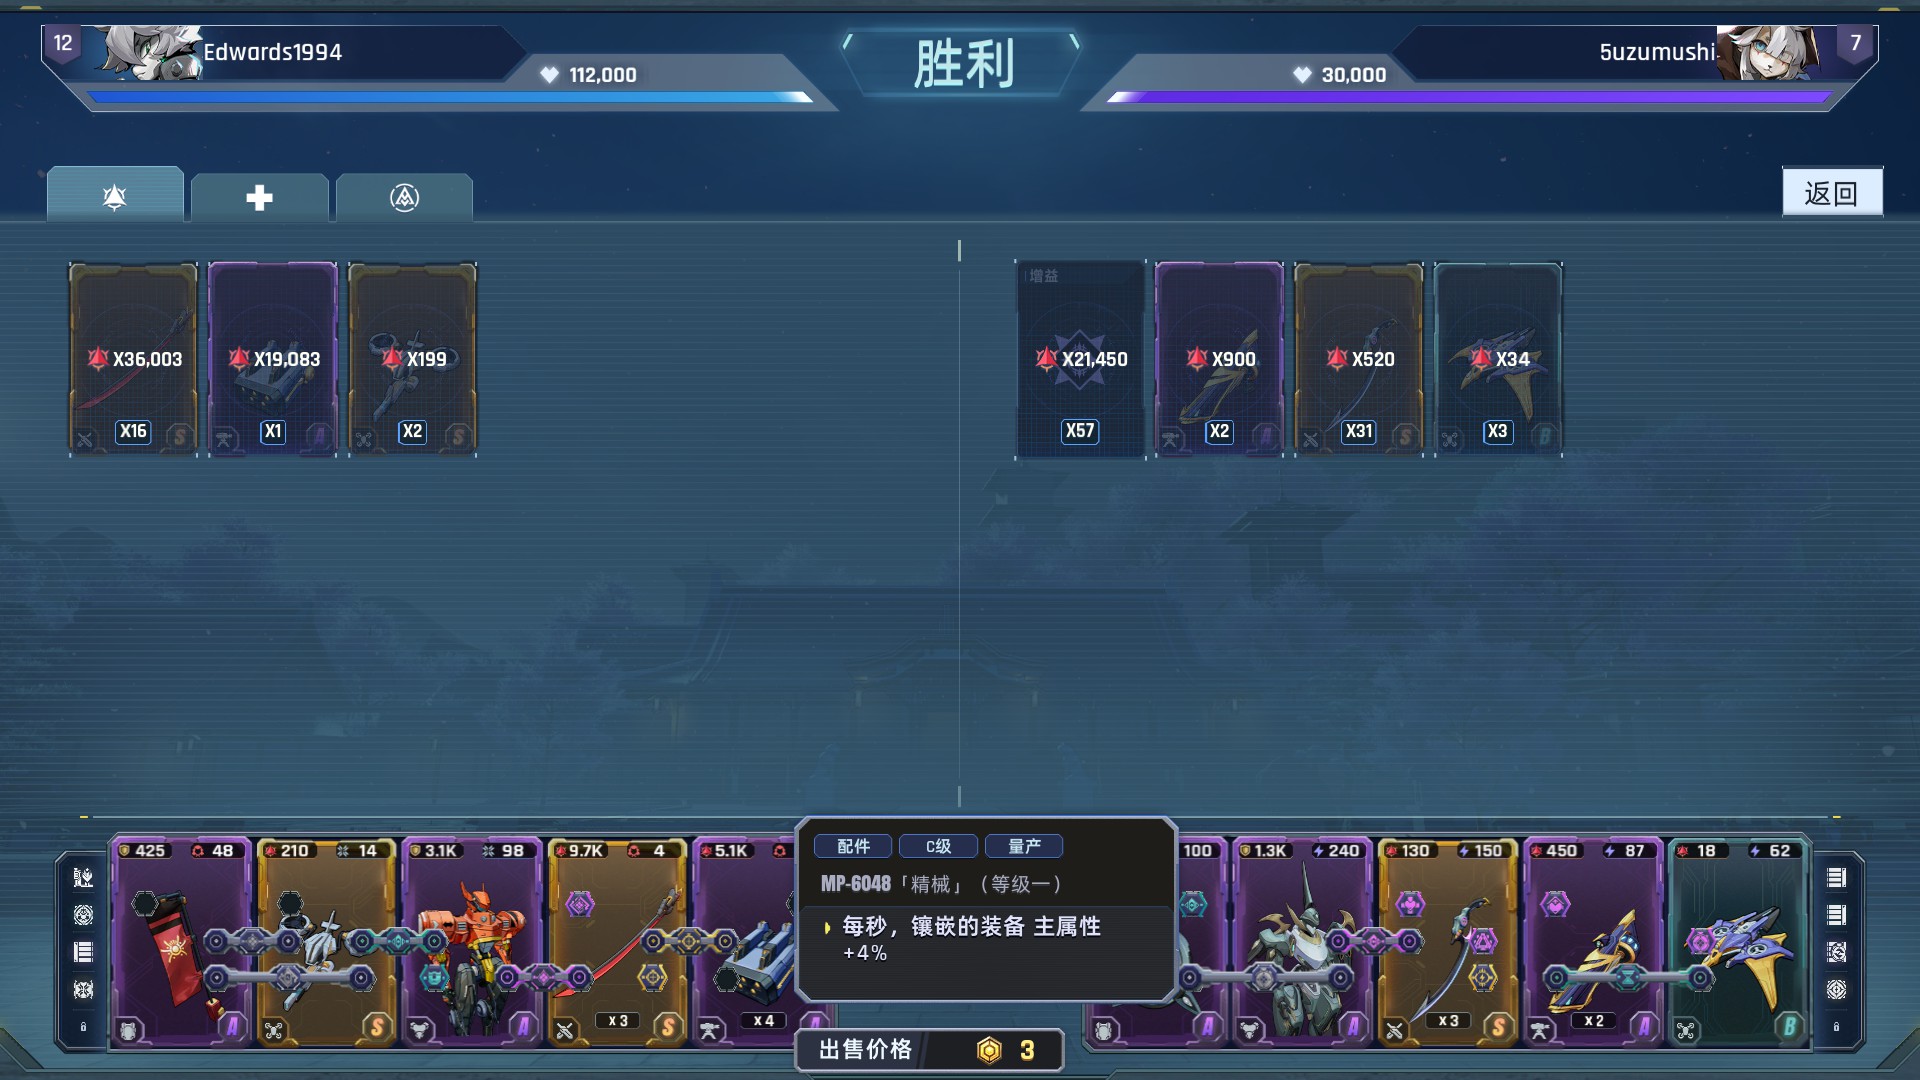 12
Edwards1994
112,000
胜利
30,000
5uzumushi
7
返回
X36,003
X16
S
X19,083
X1
A
X199
X2
S
增益
X21,450
X57
X900
X2
A
X520
X31
S
X34
X3
B
425
48
A
210
14
S
3.1K
98
A
9.7K
4
x 3
S
5.1K
x 4
配件
C级
量产
MP-6048「精械」（等级一）
每秒，镶嵌的装备 主属性
+4%
出售价格
3
100
A
1.3K
240
A
130
150
x 3
S
450
87
x 2
A
18
62
B